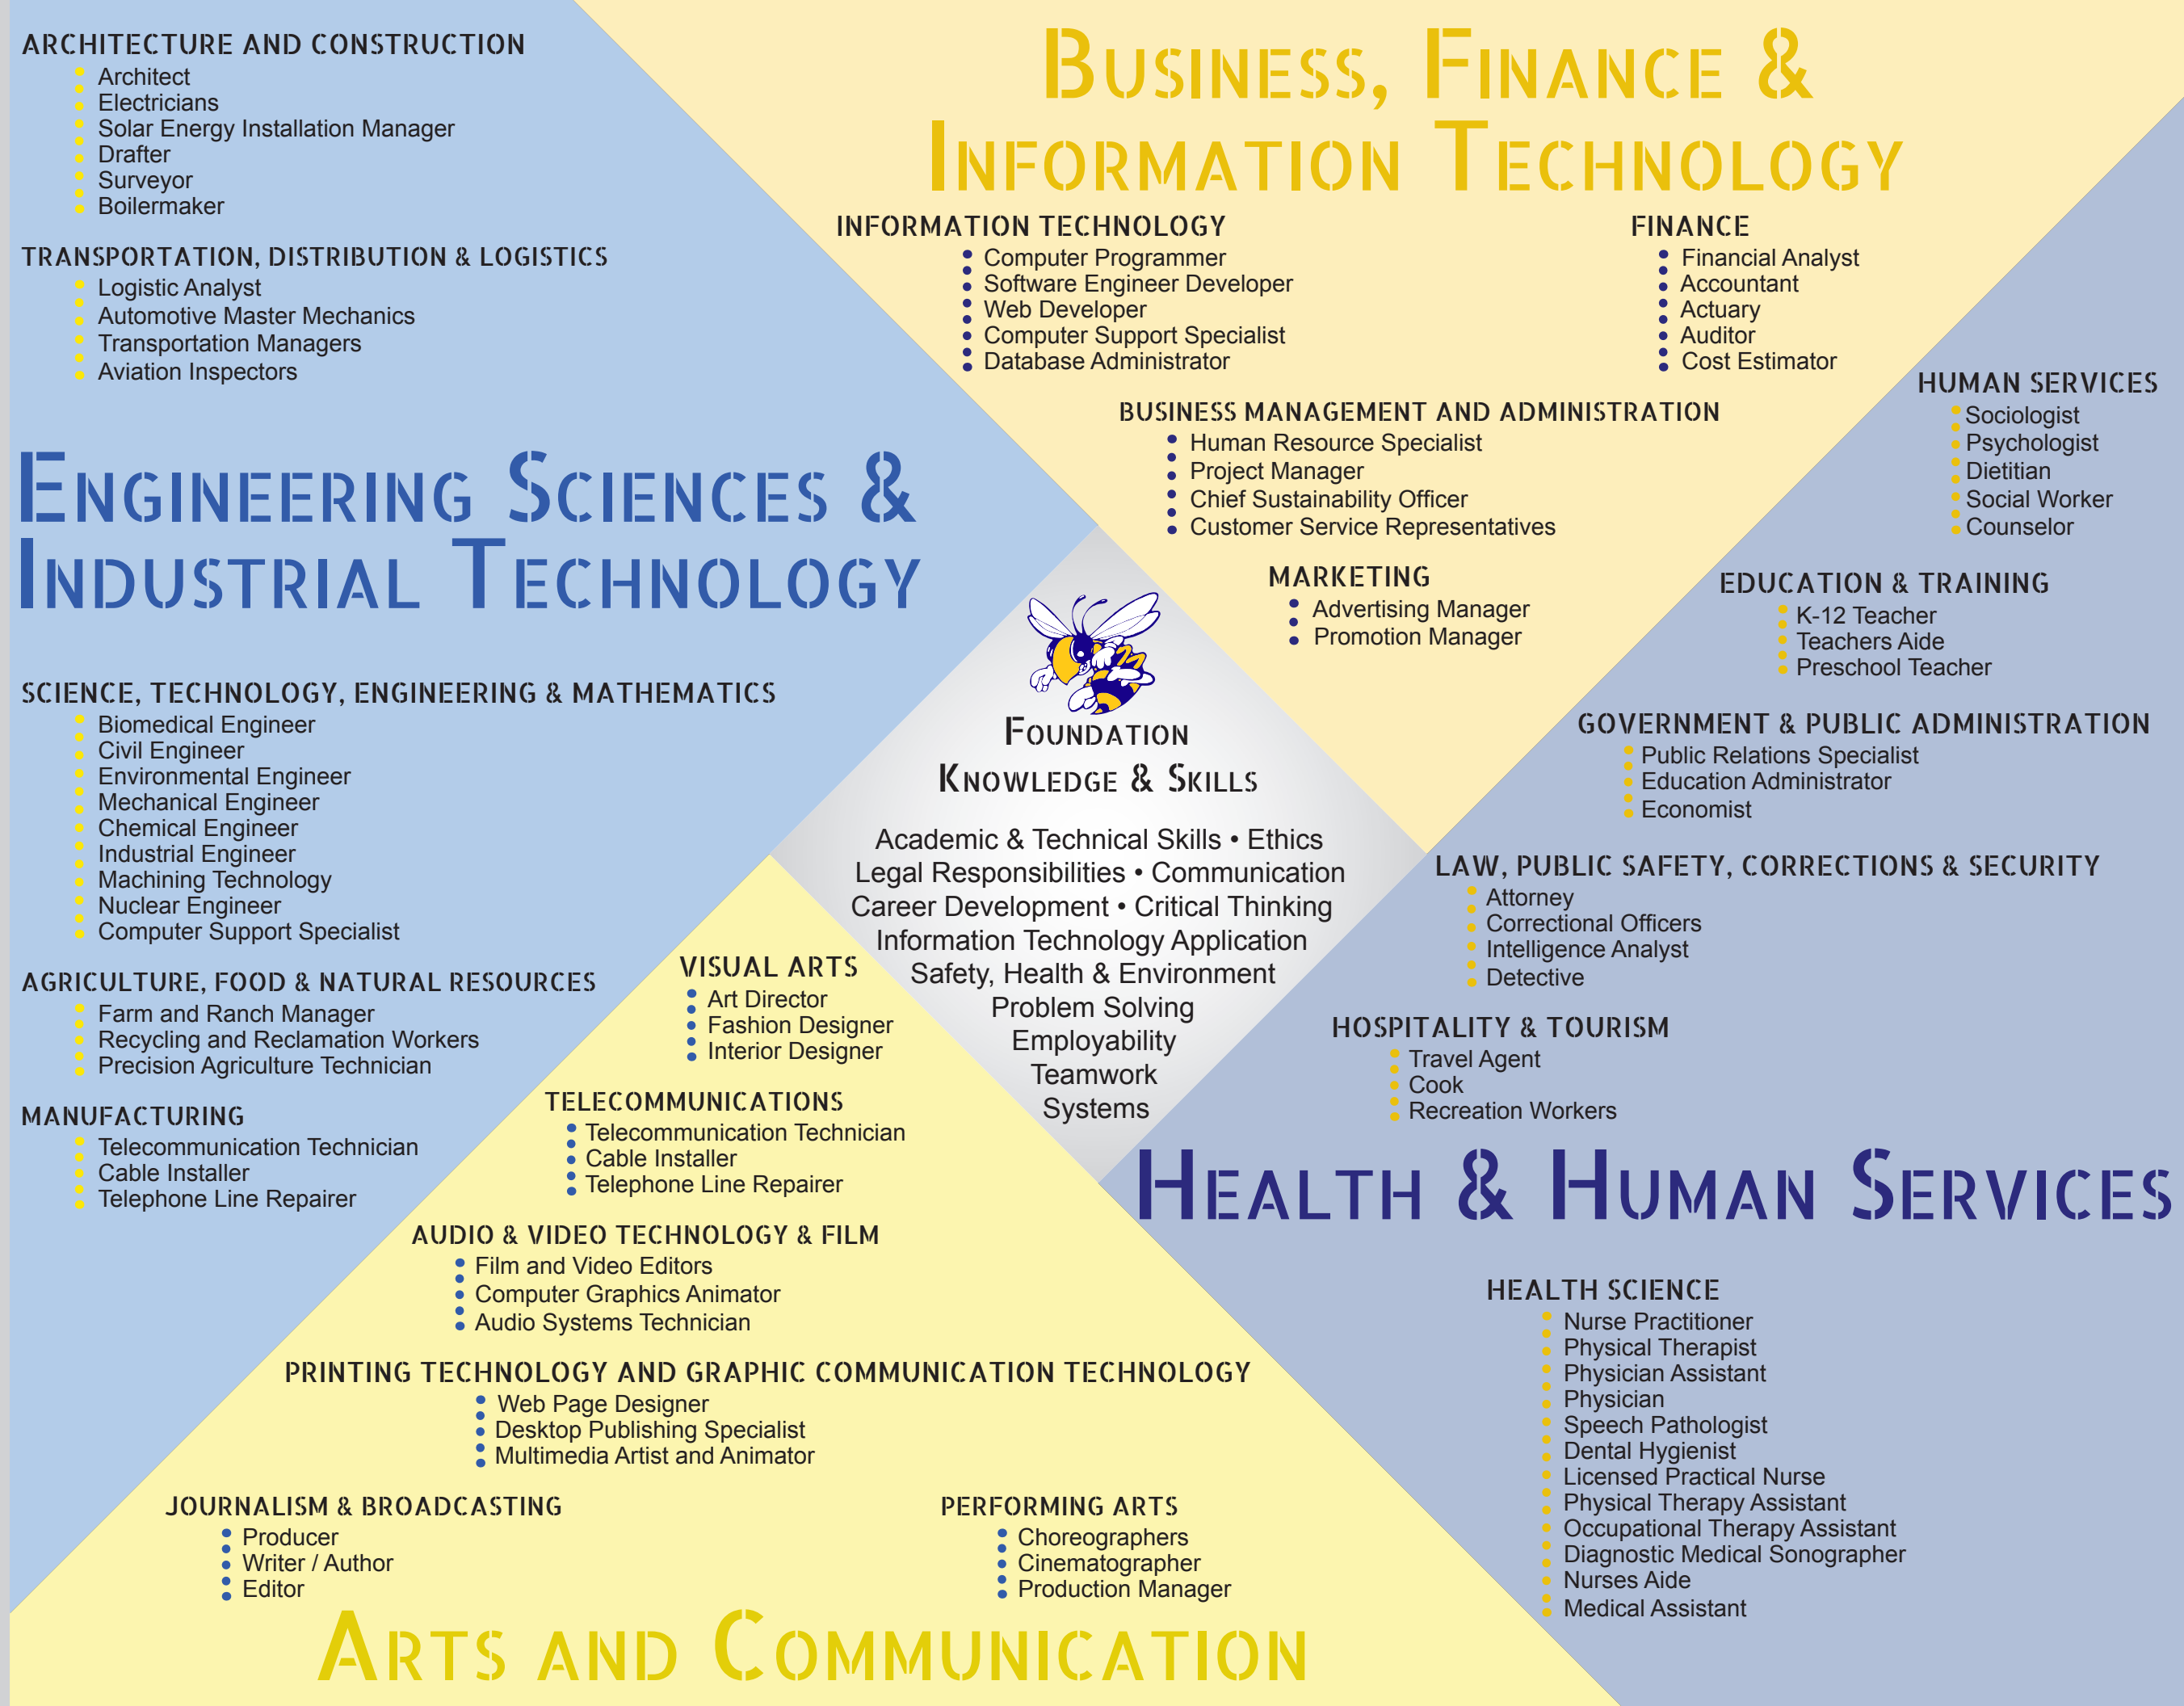 ARCHITECTURE AND CONSTRUCTION
Architect
Electricians
Solar Energy Installation Manager
Drafter
Surveyor
Boilermaker
TRANSPORTATION, DISTRIBUTION & LOGISTICS
Logistic Analyst
Automotive Master Mechanics
Transportation Managers
Aviation Inspectors
ENGINEERING SCIENCES &
INDUSTRIAL TECHNOLOGY
SCIENCE, TECHNOLOGY, ENGINEERING & MATHEMATICS
Biomedical Engineer
Civil Engineer
Environmental Engineer
Mechanical Engineer
Chemical Engineer
Industrial Engineer
Machining Technology
Nuclear Engineer
Computer Support Specialist
AGRICULTURE, FOOD & NATURAL RESOURCES
Farm and Ranch Manager
Recycling and Reclamation Workers
Precision Agriculture Technician
MANUFACTURING
Telecommunication Technician
Cable Installer
Telephone Line Repairer
BUSINESS, FINANCE &
INFORMATION TECHNOLOGY
INFORMATION TECHNOLOGY
Computer Programmer
Software Engineer Developer
Web Developer
Computer Support Specialist
Database Administrator
FINANCE
Financial Analyst
Accountant
Actuary
Auditor
Cost Estimator
BUSINESS MANAGEMENT AND ADMINISTRATION
Human Resource Specialist
Project Manager
Chief Sustainability Officer
Customer Service Representatives
MARKETING
Advertising Manager
Promotion Manager
FOUNDATION
KNOWLEDGE & SKILLS
Academic & Technical Skills • Ethics
Legal Responsibilities • Communication
Career Development • Critical Thinking
Information Technology Application
Safety, Health & Environment
Problem Solving
Employability
Teamwork
Systems
HUMAN SERVICES
Sociologist
Psychologist
Dietitian
Social Worker
Counselor
EDUCATION & TRAINING
K-12 Teacher
Teachers Aide
Preschool Teacher
GOVERNMENT & PUBLIC ADMINISTRATION
Public Relations Specialist
Education Administrator
Economist
LAW, PUBLIC SAFETY, CORRECTIONS & SECURITY
Attorney
Correctional Officers
Intelligence Analyst
Detective
HOSPITALITY & TOURISM
Travel Agent
Cook
Recreation Workers
HEALTH & HUMAN SERVICES
HEALTH SCIENCE
Nurse Practitioner
Physical Therapist
Physician Assistant
Physician
Speech Pathologist
Dental Hygienist
Licensed Practical Nurse
Physical Therapy Assistant
Occupational Therapy Assistant
Diagnostic Medical Sonographer
Nurses Aide
Medical Assistant
VISUAL ARTS
Art Director
Fashion Designer
Interior Designer
TELECOMMUNICATIONS
Telecommunication Technician
Cable Installer
Telephone Line Repairer
AUDIO & VIDEO TECHNOLOGY & FILM
Film and Video Editors
Computer Graphics Animator
Audio Systems Technician
PRINTING TECHNOLOGY AND GRAPHIC COMMUNICATION TECHNOLOGY
Web Page Designer
Desktop Publishing Specialist
Multimedia Artist and Animator
JOURNALISM & BROADCASTING
Producer
Writer / Author
Editor
PERFORMING ARTS
Choreographers
Cinematographer
Production Manager
ARTS AND COMMUNICATION